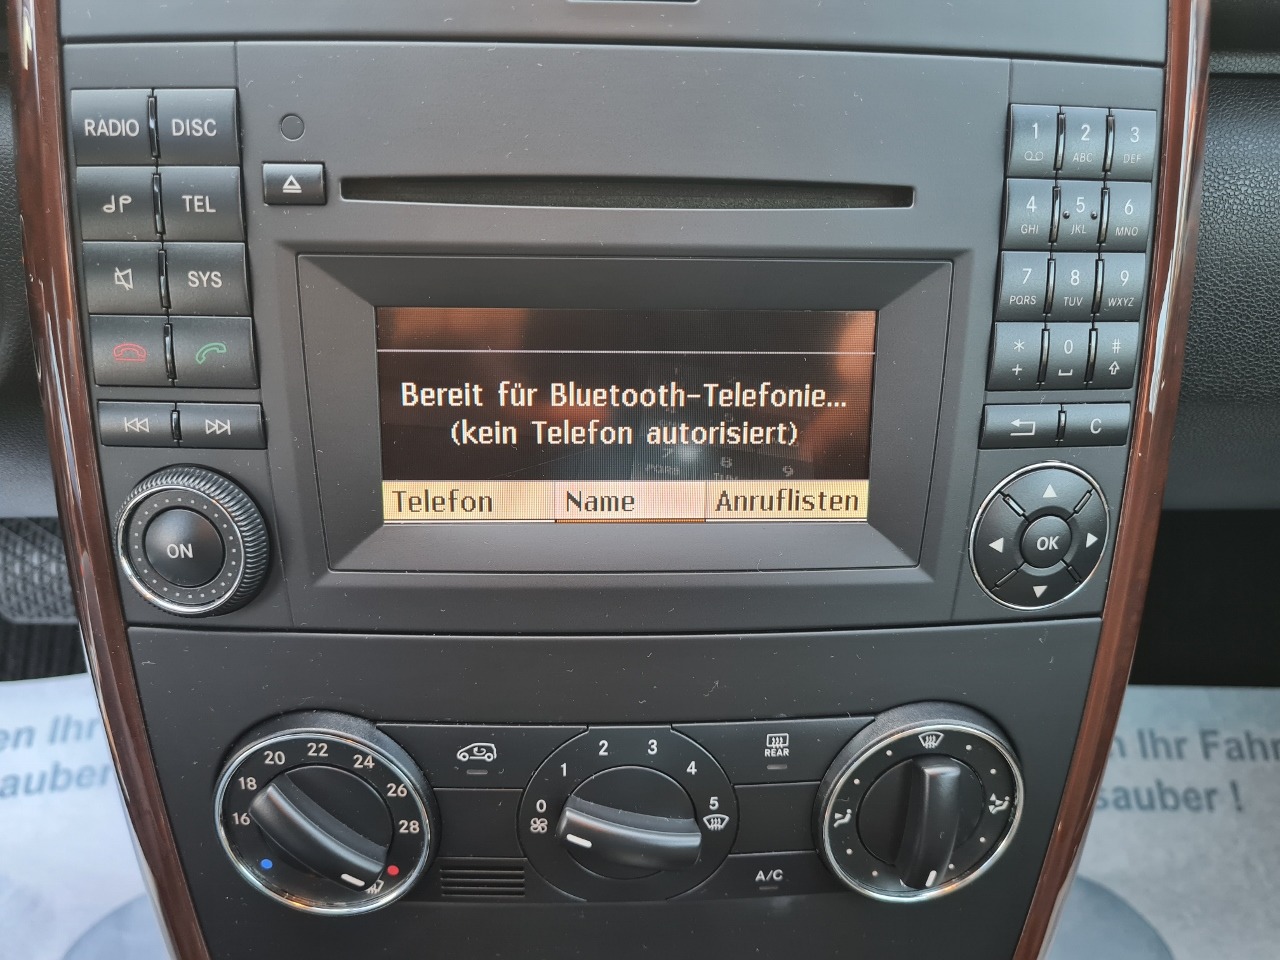 RADIO DISC
TEL
SYS
ON
1 2 ABC 3 DEF
4 GHI 5 JKL 6 MNO
7 PQRS 8 TUV 9 WXYZ
* + 0 #
C
OK
Bereit für Bluetooth-Telefonie...
(kein Telefon autorisiert)
Telefon Name Anruflisten
16 18 20 22 24 26 28
0 1 2 3 4 5
REAR
A/C
en Ihr
sauber
n Ihr Fahr
sauber !